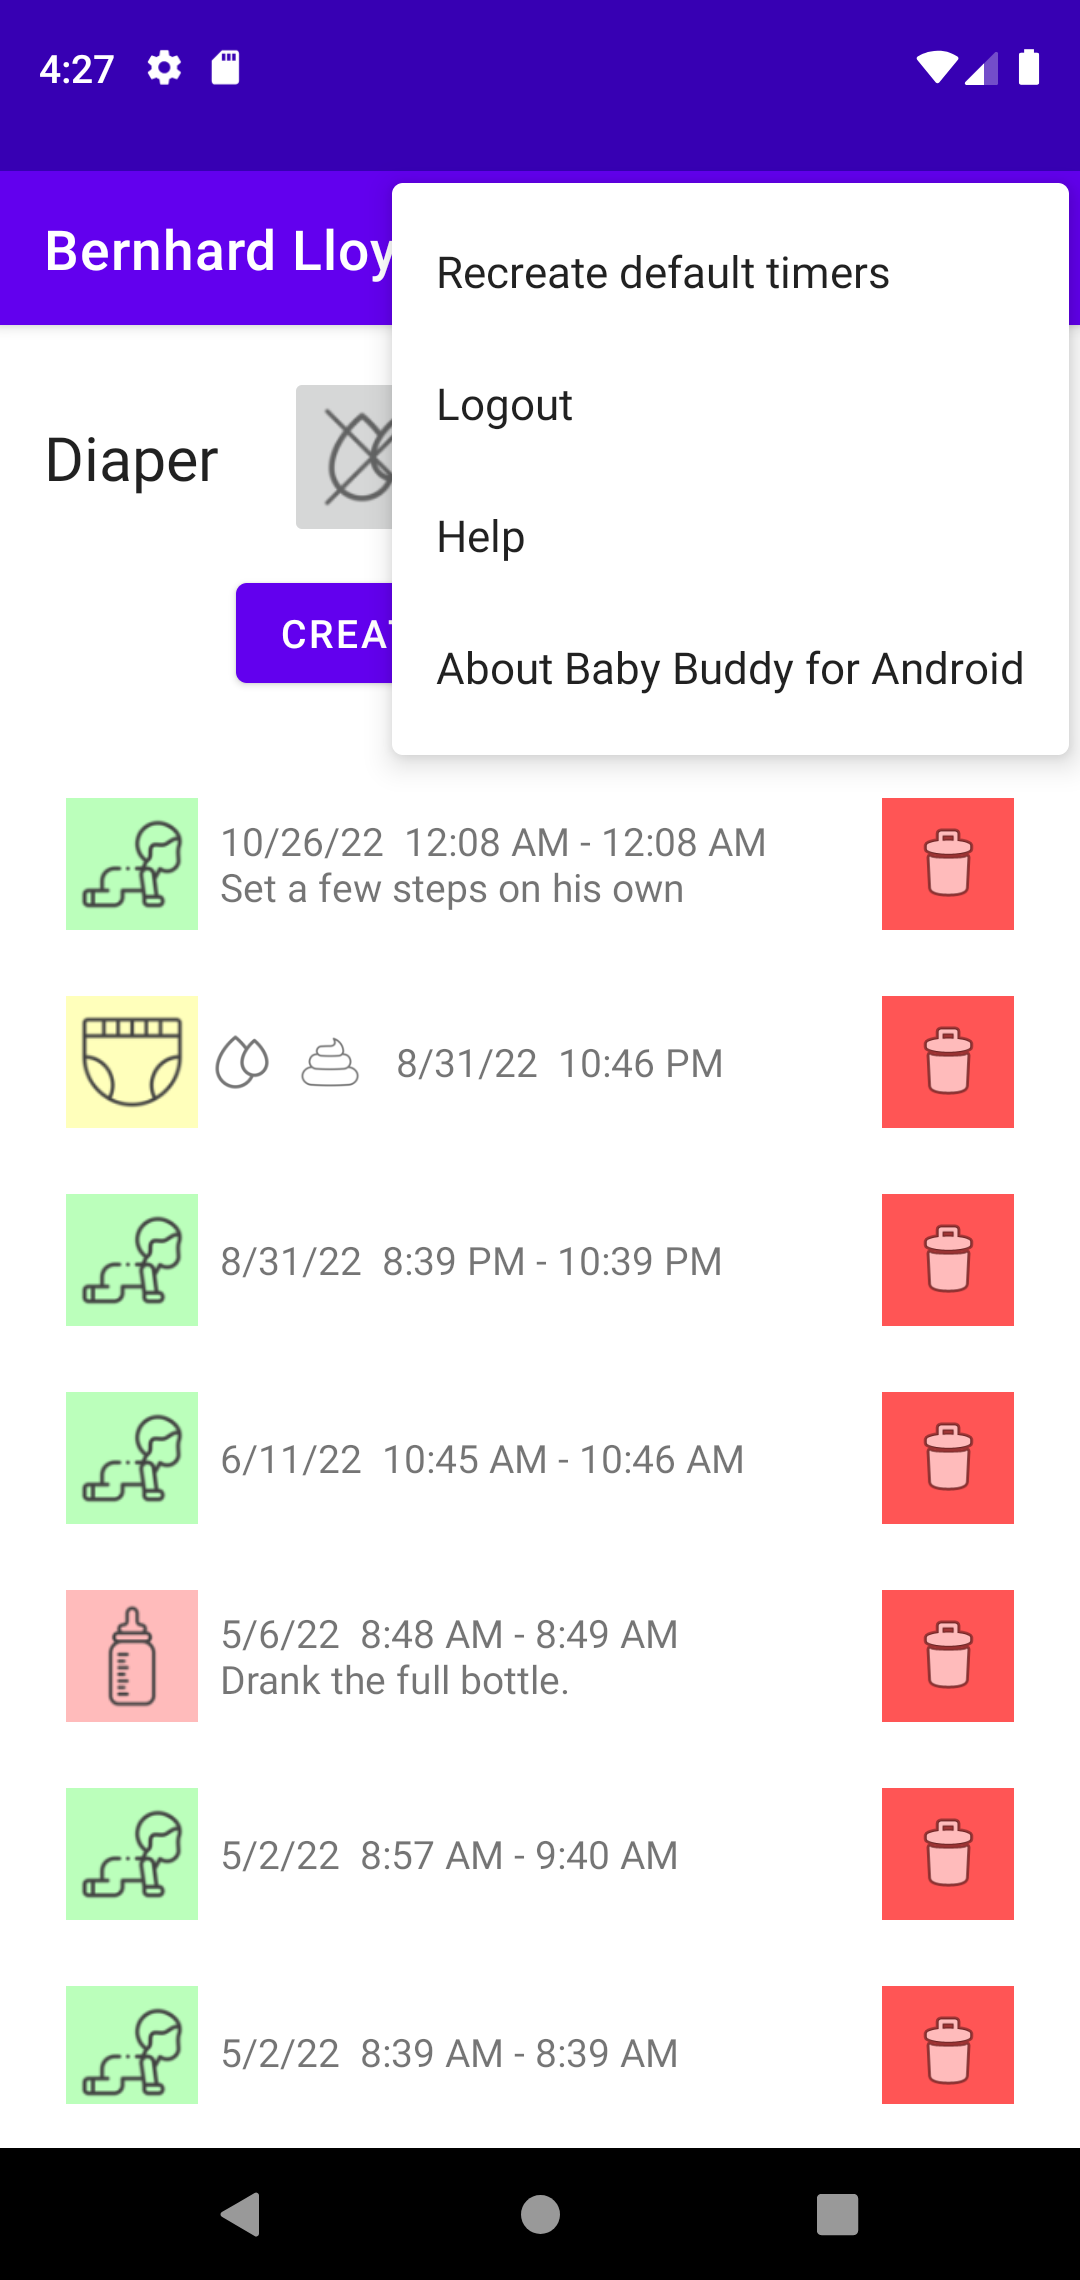 4:27
Bernhard Lloy
Recreate default timers
Logout
Help
About Baby Buddy for Android
Diaper
CREA
10/26/22 12:08 AM - 12:08 AM
Set a few steps on his own
8/31/22 10:46 PM
8/31/22 8:39 PM - 10:39 PM
6/11/22 10:45 AM - 10:46 AM
5/6/22 8:48 AM - 8:49 AM
Drank the full bottle.
5/2/22 8:57 AM - 9:40 AM
5/2/22 8:39 AM - 8:39 AM